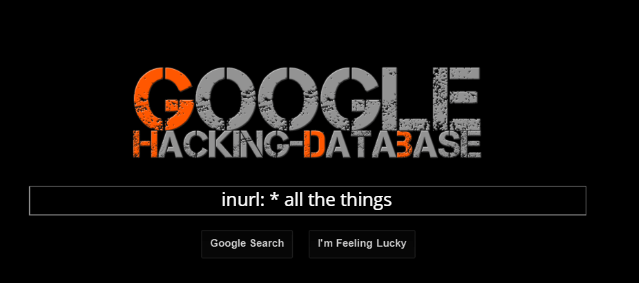 GOOGLE
HACKING-DATABASE
inurl: * all the things
Google Search I'm Feeling Lucky